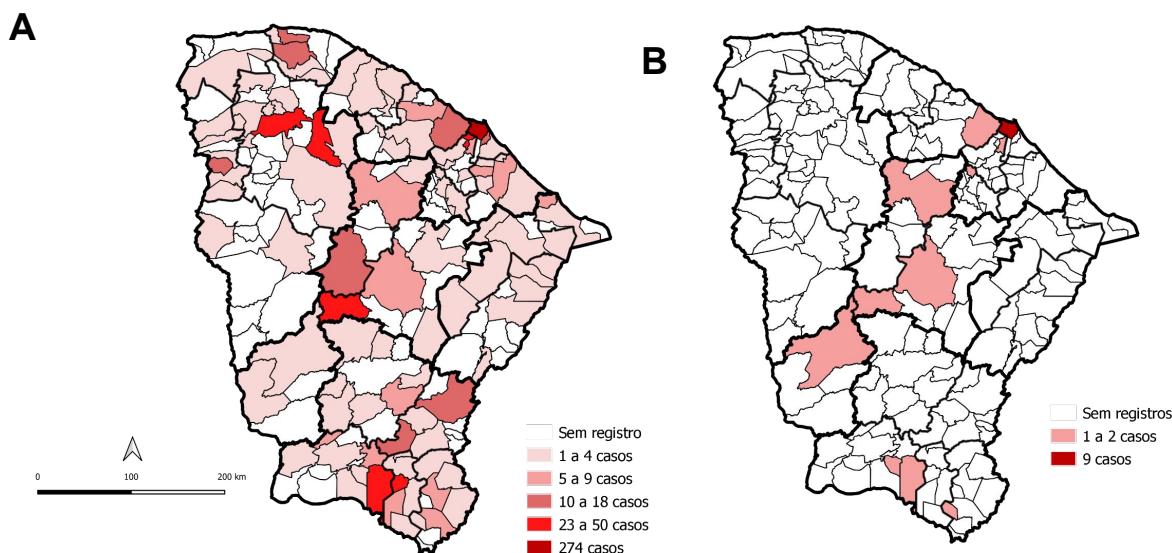 A
B
Sem registro
1 a 4 casos
5 a 9 casos
10 a 18 casos
23 a 50 casos
274 casos
0 100 200 km
Sem registros
1 a 2 casos
9 casos